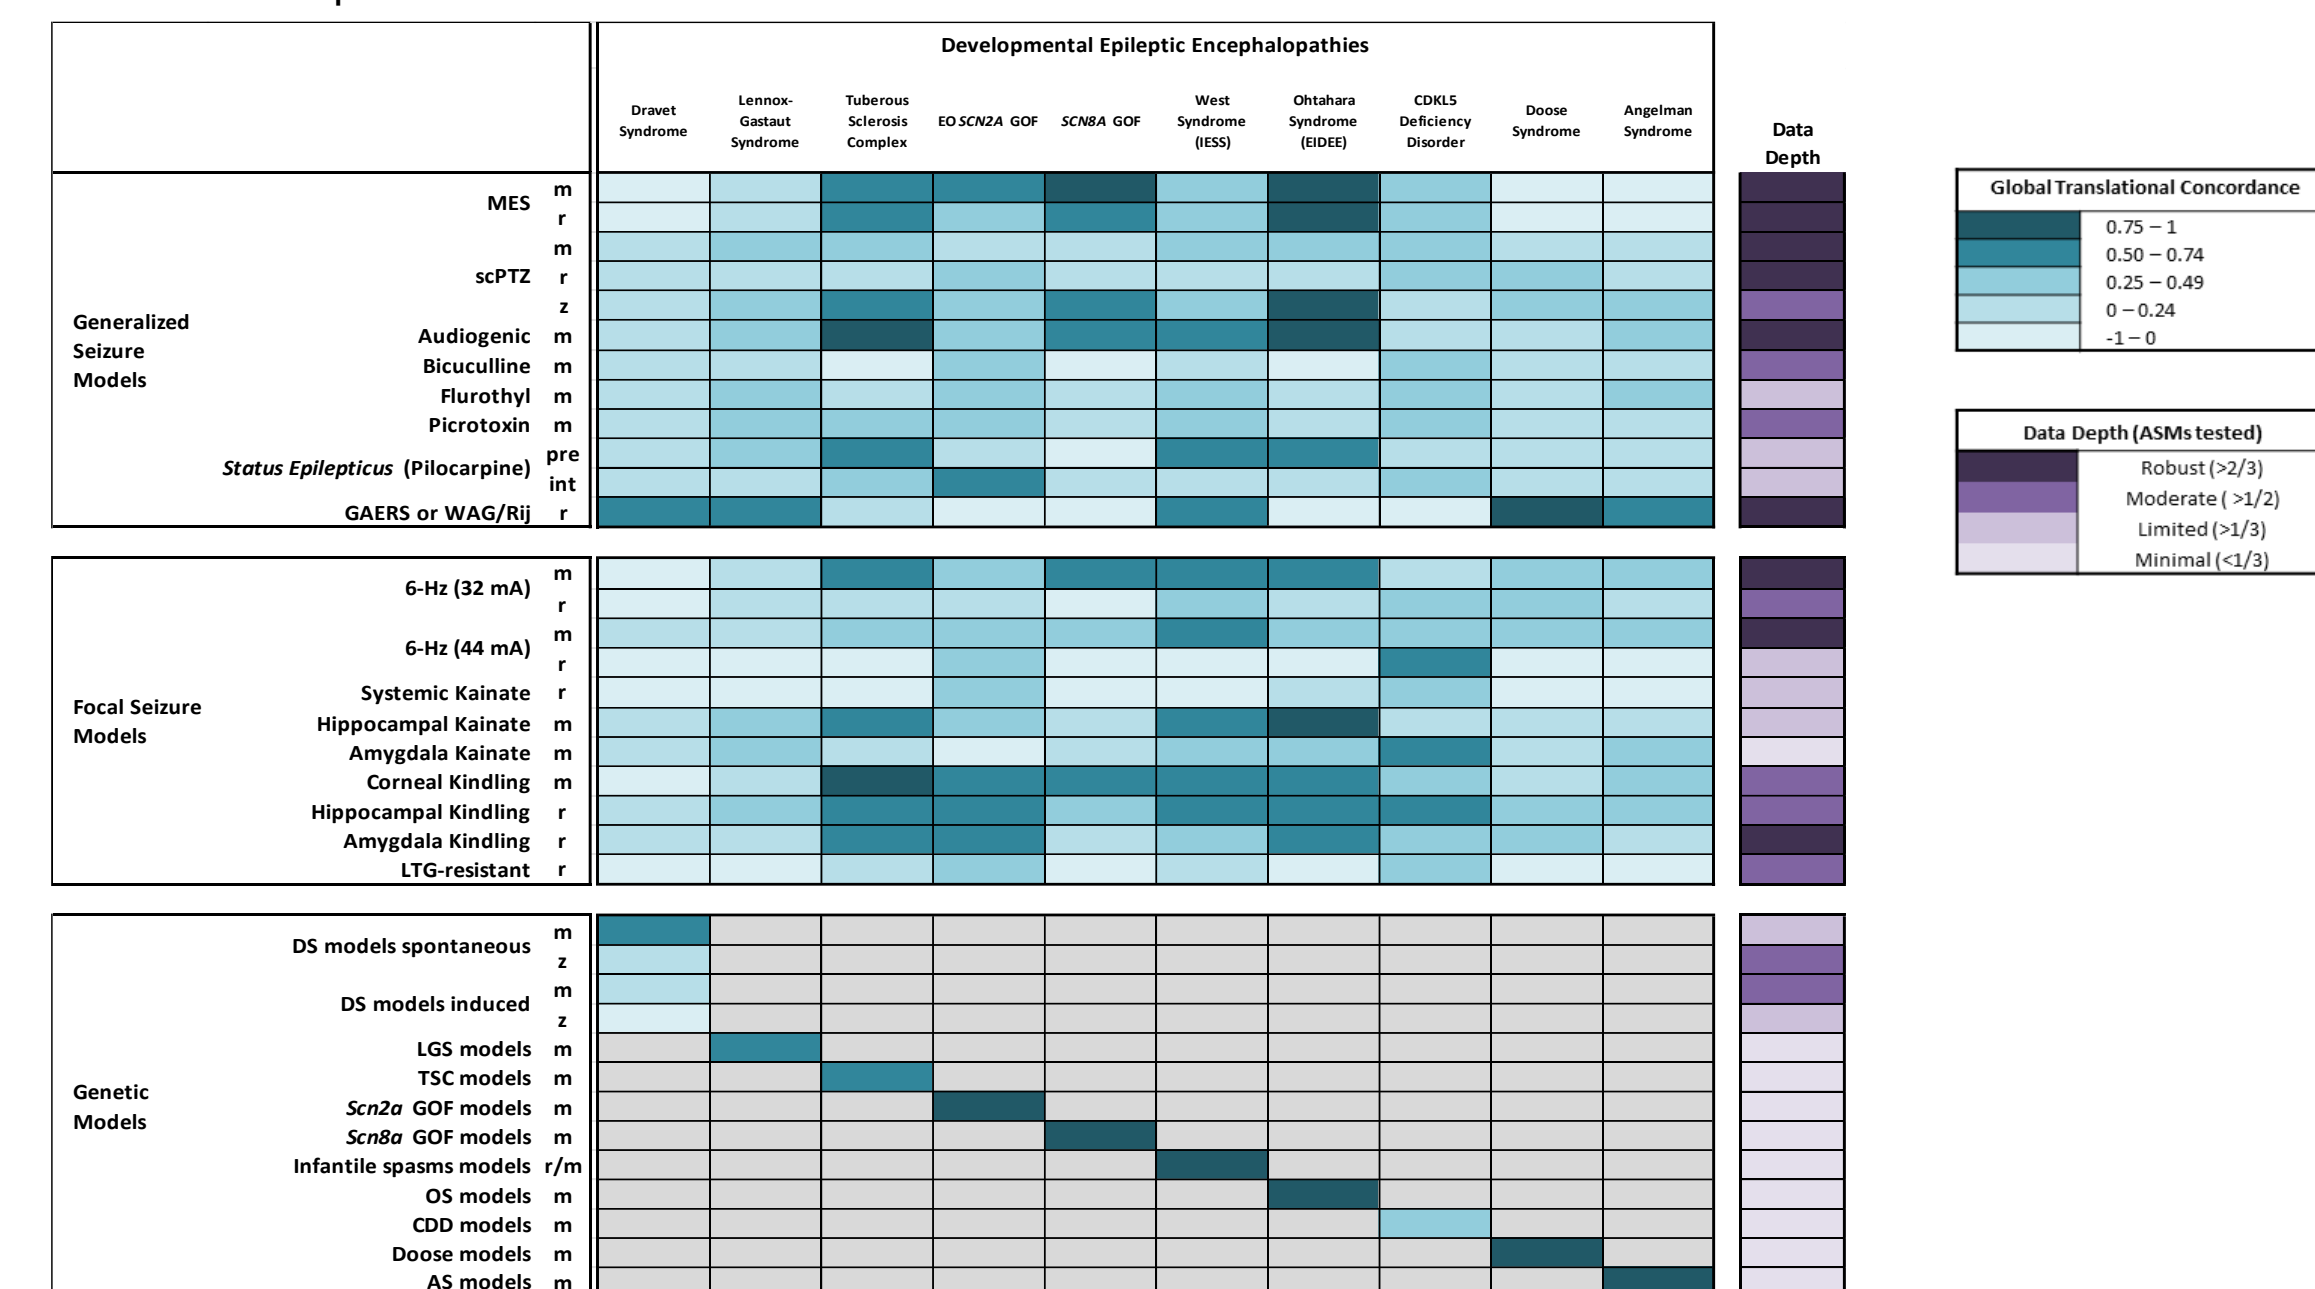 Developmental Epileptic Encephalopathies
Dravet Syndrome
Lennox-Gastaut Syndrome
Tuberous Sclerosis Complex
EO SCN2A GOF
SCN8A GOF
West Syndrome (IESS)
Ohtahara Syndrome (EIDEE)
CDKL5 Deficiency Disorder
Doose Syndrome
Angelman Syndrome
Data Depth
Generalized Seizure Models
MES m
r
scPTZ m
r
z
Audiogenic m
Bicuculline m
Flurothyl m
Picrotoxin m
Status Epilepticus (Pilocarpine) pre
int
GAERS or WAG/Rij r
Focal Seizure Models
6-Hz (32 mA) m
r
6-Hz (44 mA) m
r
Systemic Kainate r
Hippocampal Kainate m
Amygdala Kainate m
Corneal Kindling m
Hippocampal Kindling r
Amygdala Kindling r
LTG-resistant r
Genetic Models
DS models spontaneous m
z
DS models induced m
z
LGS models m
TSC models m
Scn2a GOF models m
Scn8a GOF models m
Infantile spasms models r/m
OS models m
CDD models m
Doose models m
AS models m
Global Translational Concordance
0.75 – 1
0.50 – 0.74
0.25 – 0.49
0 – 0.24
-1 – 0
Data Depth (ASMs tested)
Robust (>2/3)
Moderate ( >1/2)
Limited (>1/3)
Minimal (<1/3)